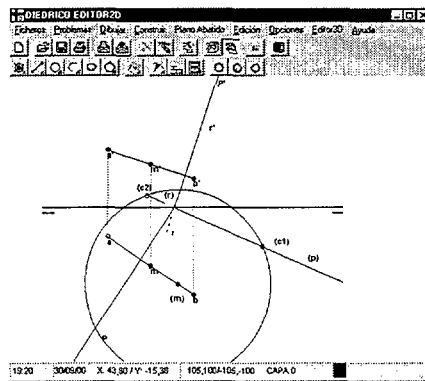 DIEDRICO EDITOR2D
Ficheros Problemas Dibujar Construir Plano Abatido Edición Opciones Editor3D Ayuda
P'
r'
m'
b'
(c2)
(r)
r
(c1)
(p)
a
m
(m)
b
19:20 30/09/00 X: 43,80 / Y: -15,38 105,100/-105,-100 CAPA:0